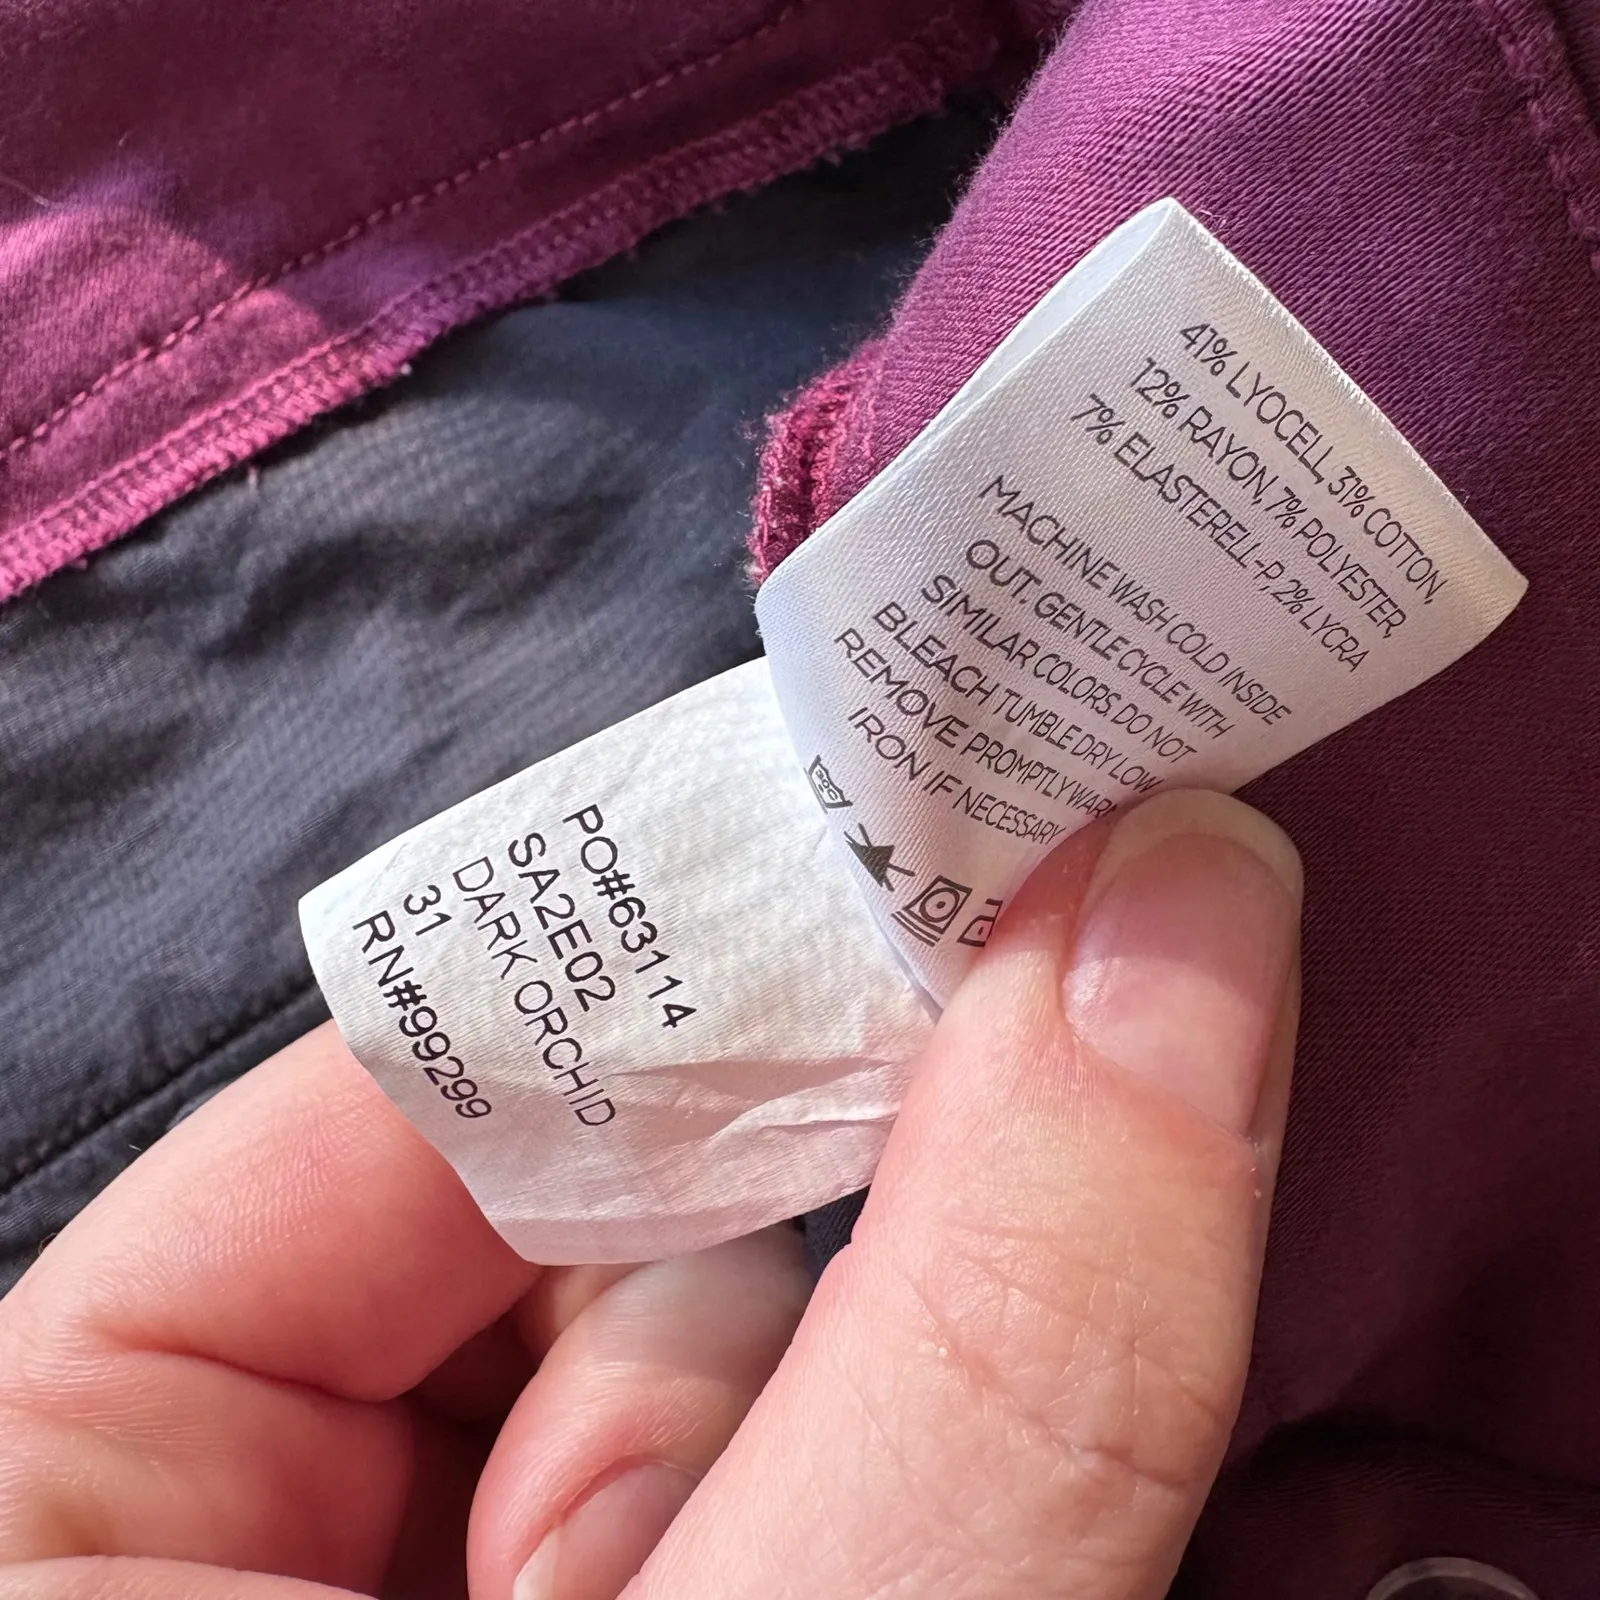 41% LYOCELL, 31% COTTON,
12% RAYON, 7% POLYESTER,
7% ELASTERELL-P, 2% LYCRA
MACHINE WASH COLD INSIDE
OUT. GENTLE CYCLE WITH
SIMILAR COLORS. DO NOT
BLEACH TUMBLE DRY LOW
REMOVE PROMPTLY WARM
IRON IF NECESSARY
PO#63114
SA2E02
DARK ORCHID
31
RN#99299